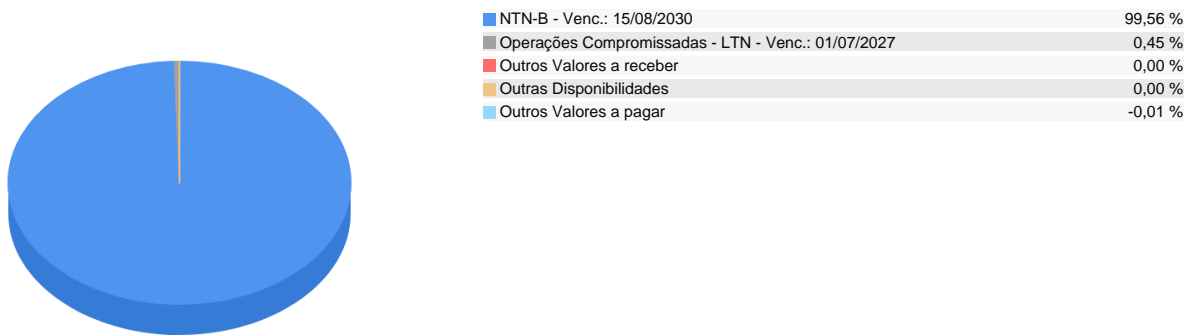 NTN-B - Venc.: 15/08/2030 99,56 %
Operações Compromissadas - LTN - Venc.: 01/07/2027 0,45 %
Outros Valores a receber 0,00 %
Outras Disponibilidades 0,00 %
Outros Valores a pagar -0,01 %